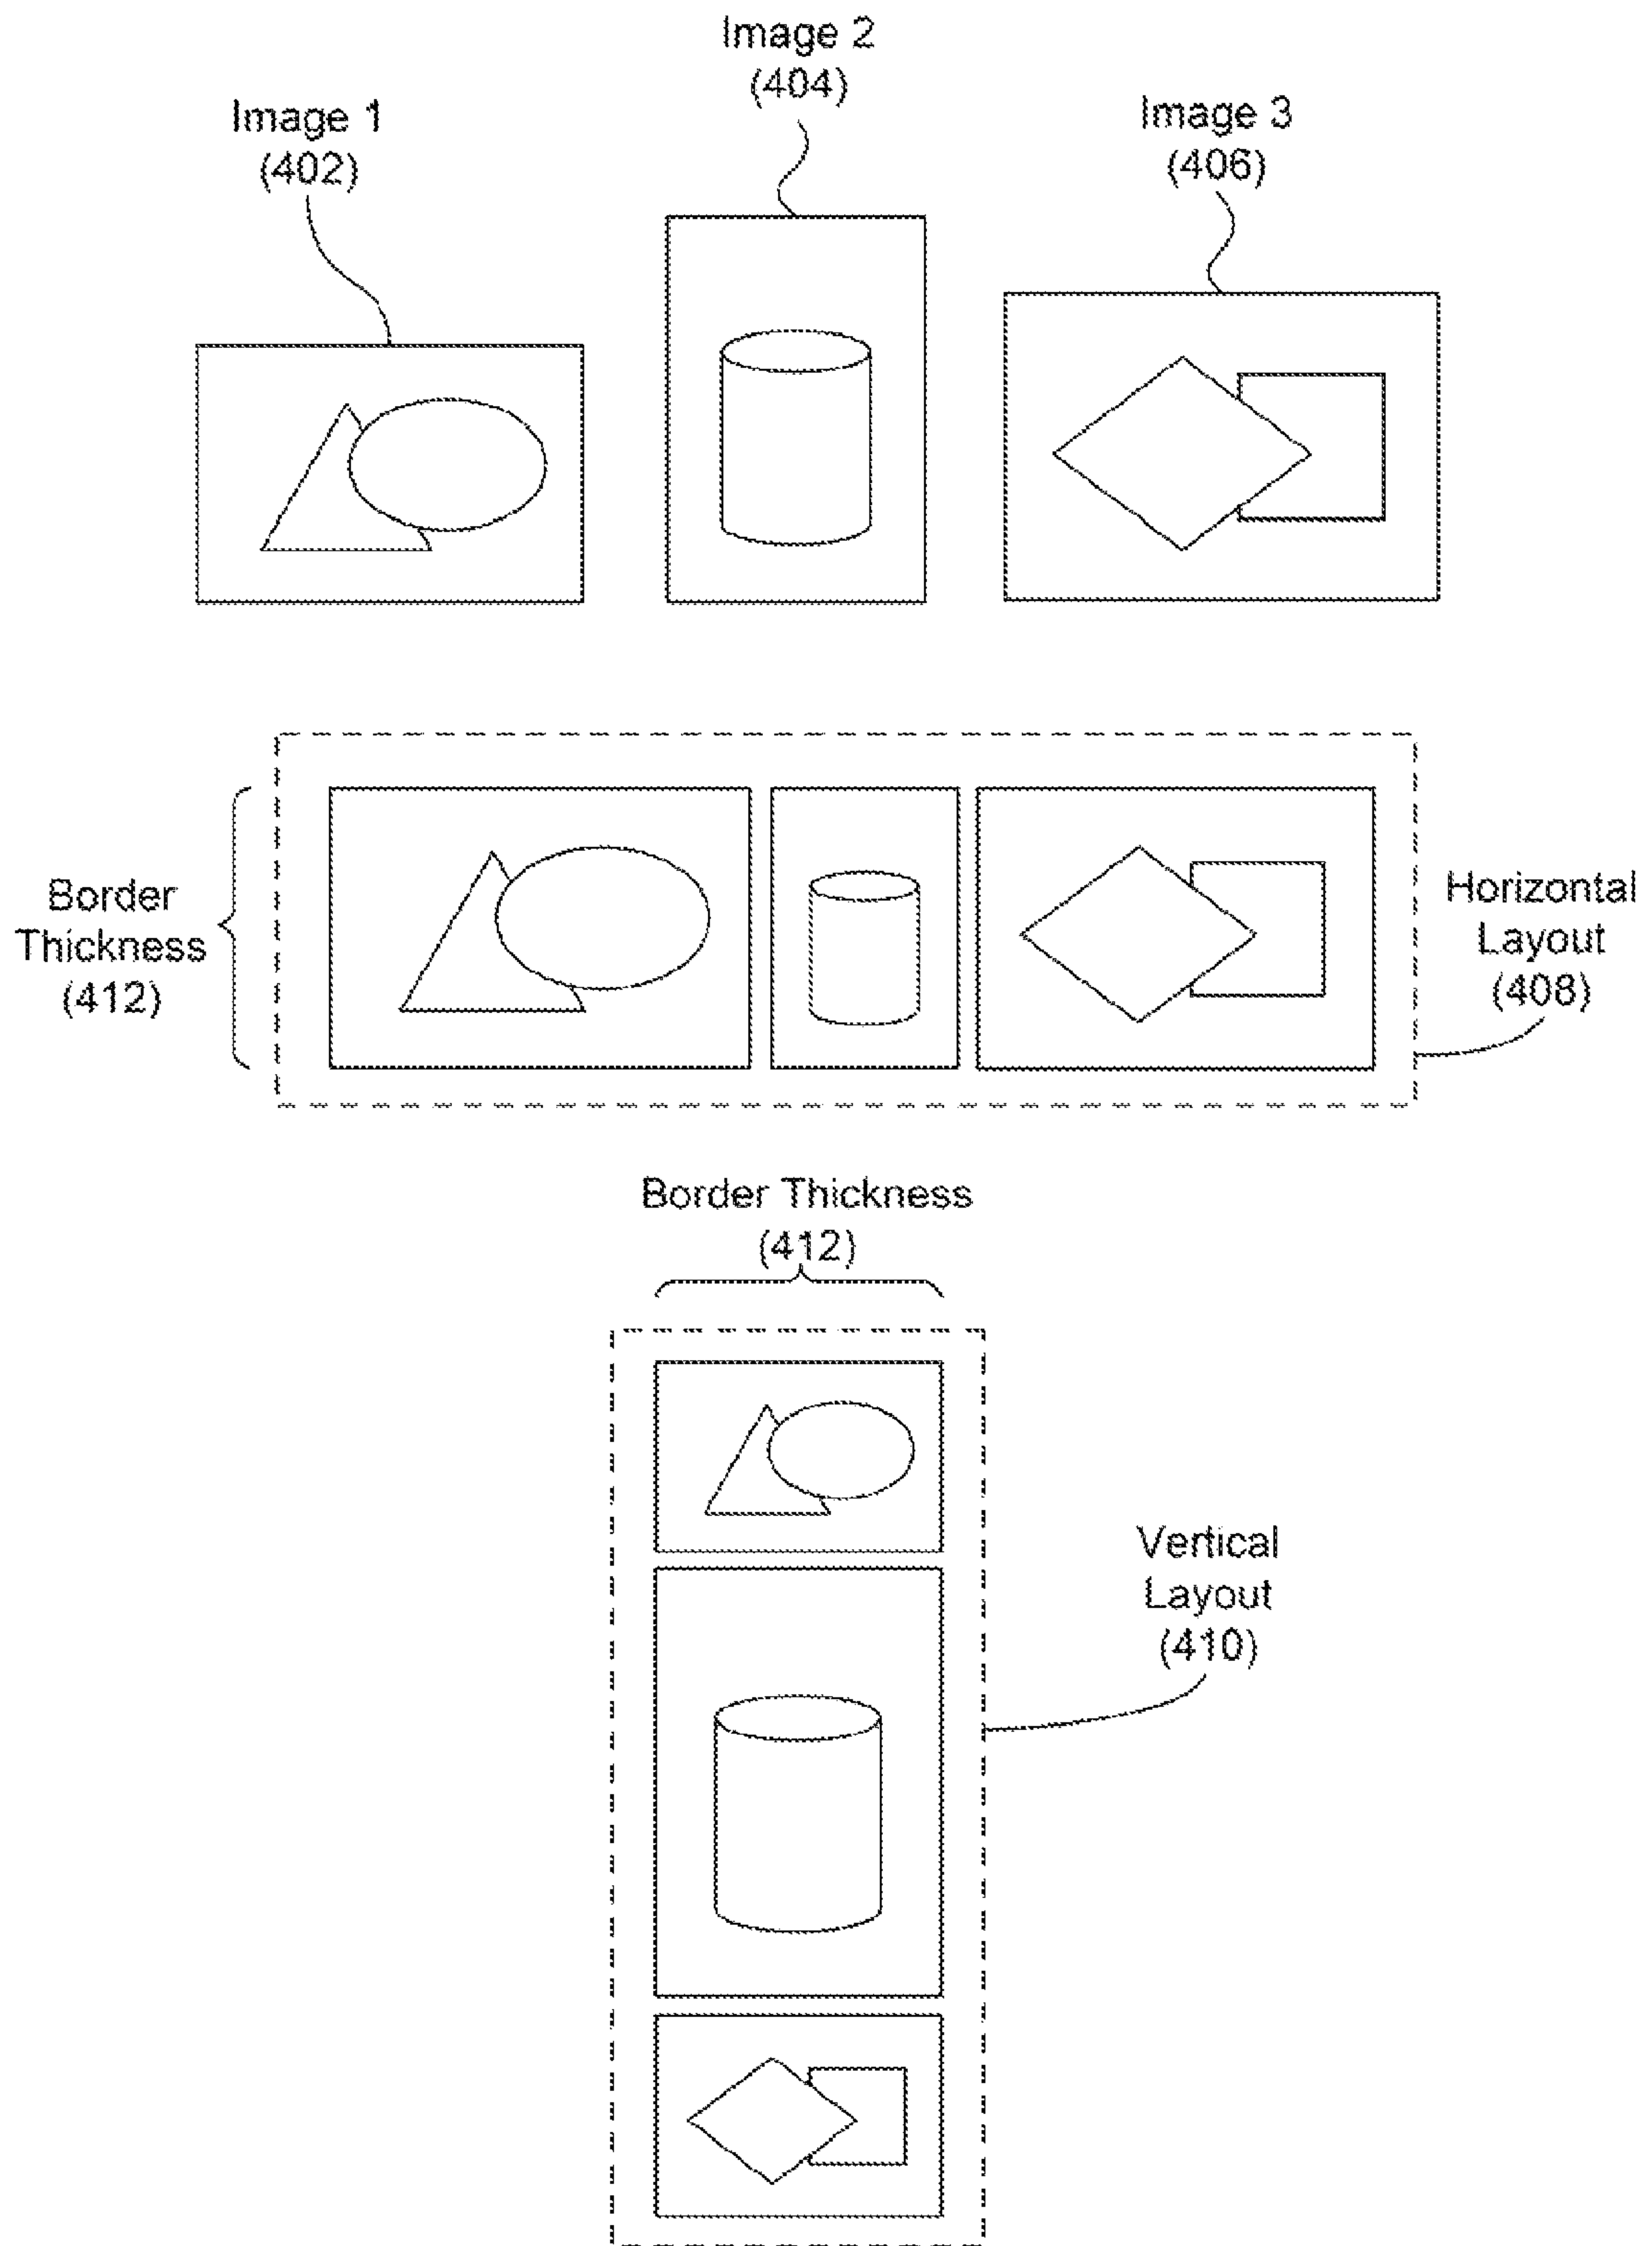 Image 1
(402)
Image 2
(404)
Image 3
(406)
Border
Thickness
(412)
Horizontal
Layout
(408)
Border Thickness
(412)
Vertical
Layout
(410)